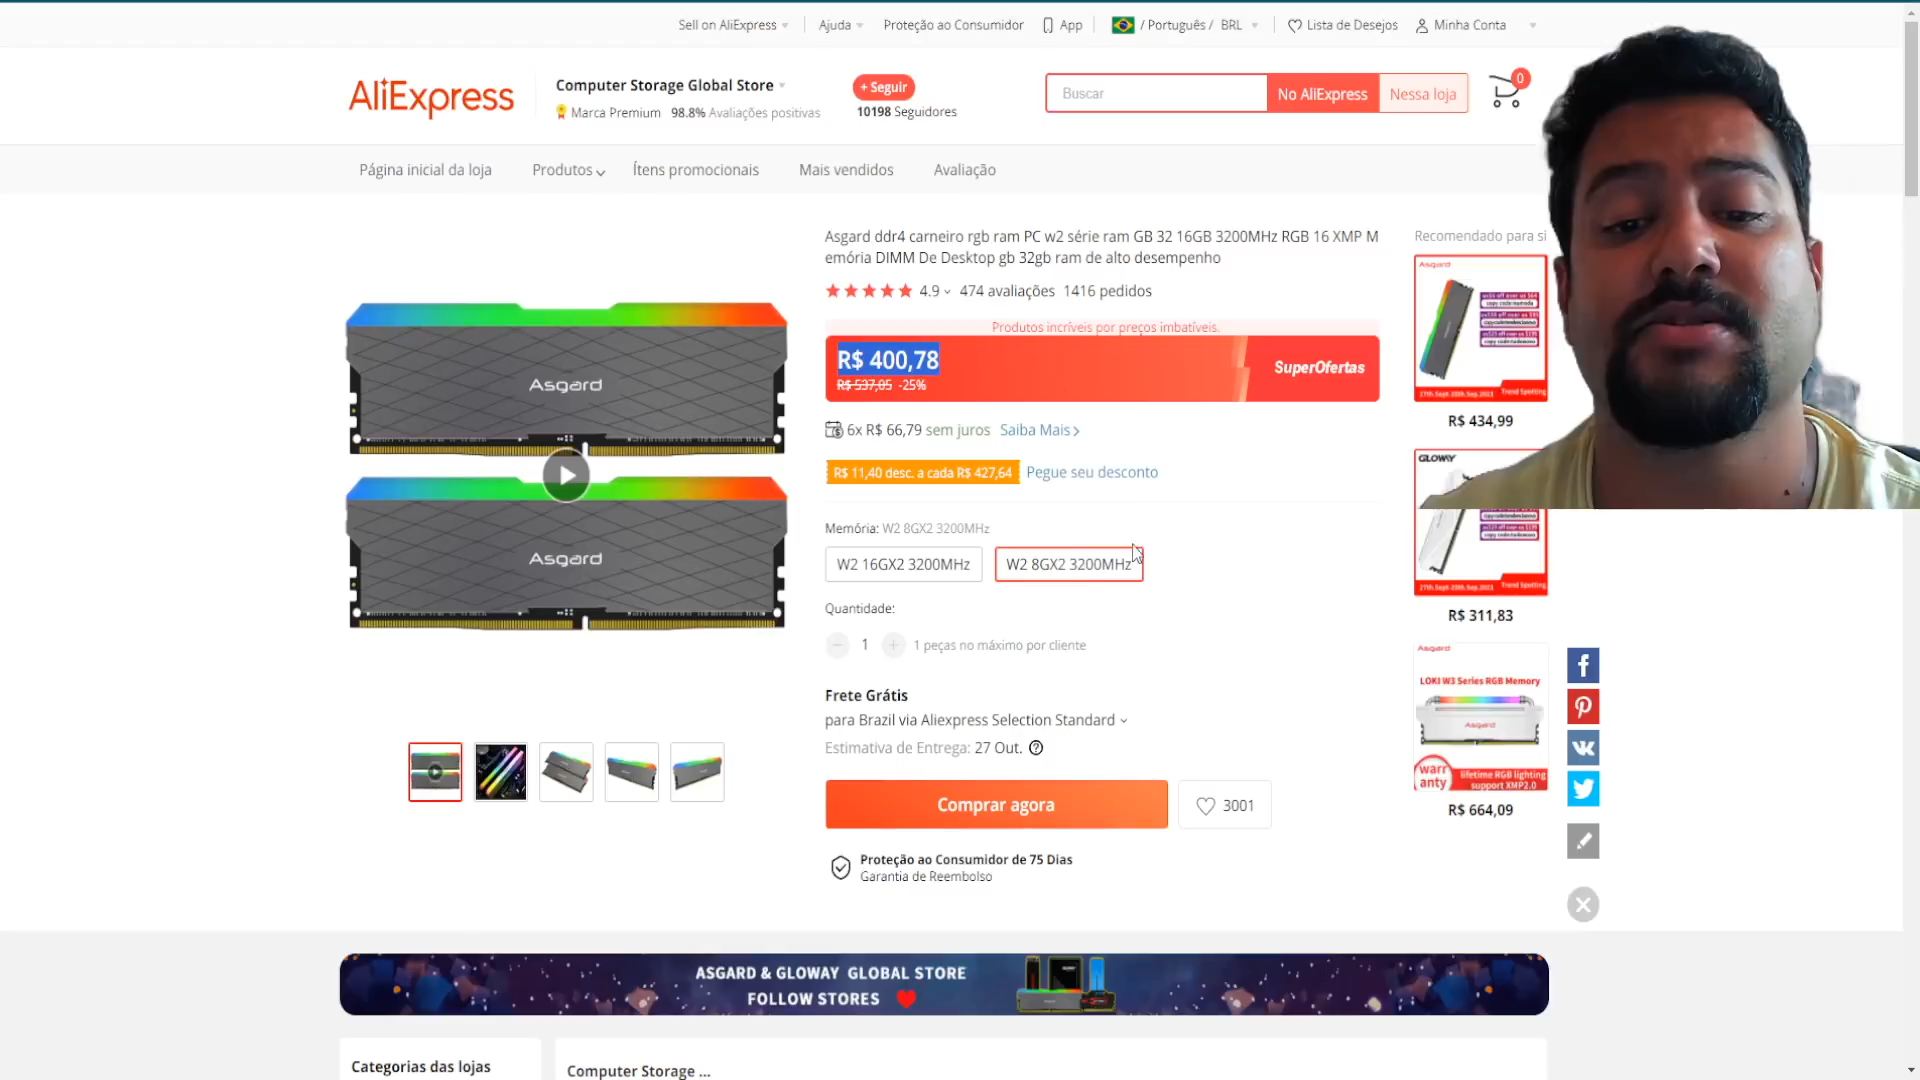 Sell on AliExpress
Ajuda
Proteção ao Consumidor
App
/ Português / BRL
Lista de Desejos
Minha Conta
AliExpress
Computer Storage Global Store
Marca Premium 98.8% Avaliações positivas
+ Seguir
10198 Seguidores
Buscar
No AliExpress
Nessa loja
0
Página inicial da loja
Produtos
Ítens promocionais
Mais vendidos
Avaliação
Asgard ddr4 carneiro rgb ram PC w2 série ram GB 32 16GB 3200MHz RGB 16 XMP M
emória DIMM De Desktop gb 32gb ram de alto desempenho
4.9 474 avaliações 1416 pedidos
Produtos incríveis por preços imbatíveis.
R$ 400,78
R$ 537,05 -25%
SuperOfertas
6x R$ 66,79 sem juros Saiba Mais
R$ 11,40 desc. a cada R$ 427,64 Pegue seu desconto
Memória: W2 8GX2 3200MHz
W2 16GX2 3200MHz
W2 8GX2 3200MHz
Quantidade:
1 1 peças no máximo por cliente
Frete Grátis
para Brazil via Aliexpress Selection Standard
Estimativa de Entrega: 27 Out.
Comprar agora
3001
Proteção ao Consumidor de 75 Dias
Garantia de Reembolso
Asgard
Asgard
Recomendado para si
Asgard
Trend Spotting
R$ 434,99
GLOWAY
Trend Spotting
R$ 311,83
Asgard
LOKI W3 Series RGB Memory
Asgard
warr
anty
lifetime RGB lighting
support XMP2.0
R$ 664,09
ASGARD & GLOWAY GLOBAL STORE
FOLLOW STORES
Categorias das lojas
Computer Storage ...